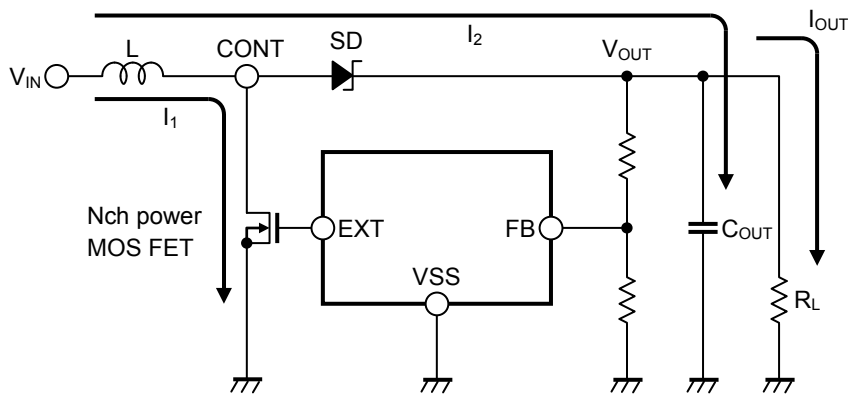 I2
IOUT
L
CONT
SD
VOUT
VIN
I1
Nch power
MOS FET
EXT
FB
VSS
COUT
RL